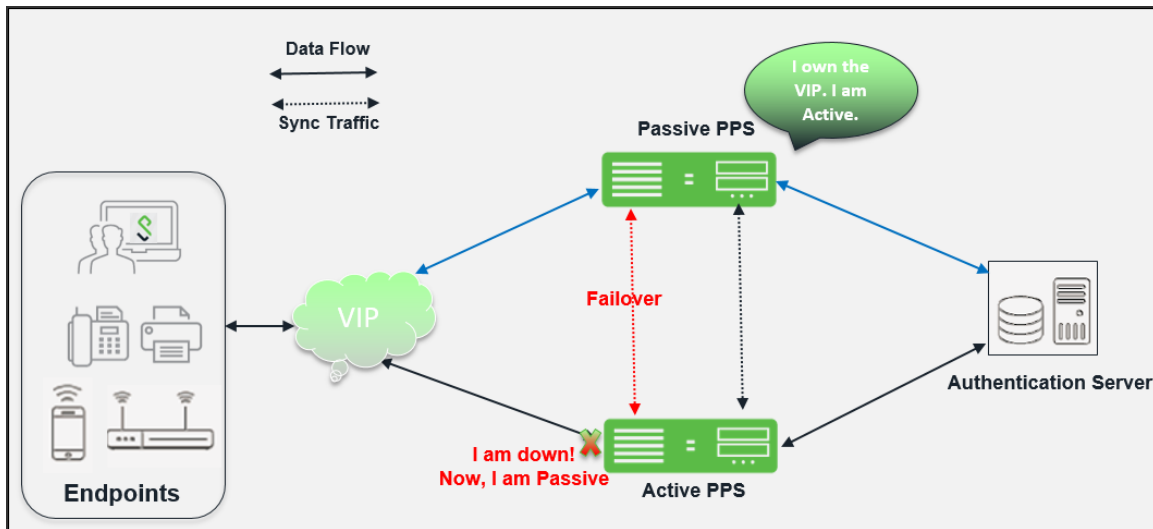 Data Flow
Sync Traffic
I own the
VIP. I am
Active.
Passive PPS
Failover
VIP
Authentication Server
I am down!
Now, I am Passive
Active PPS
Endpoints